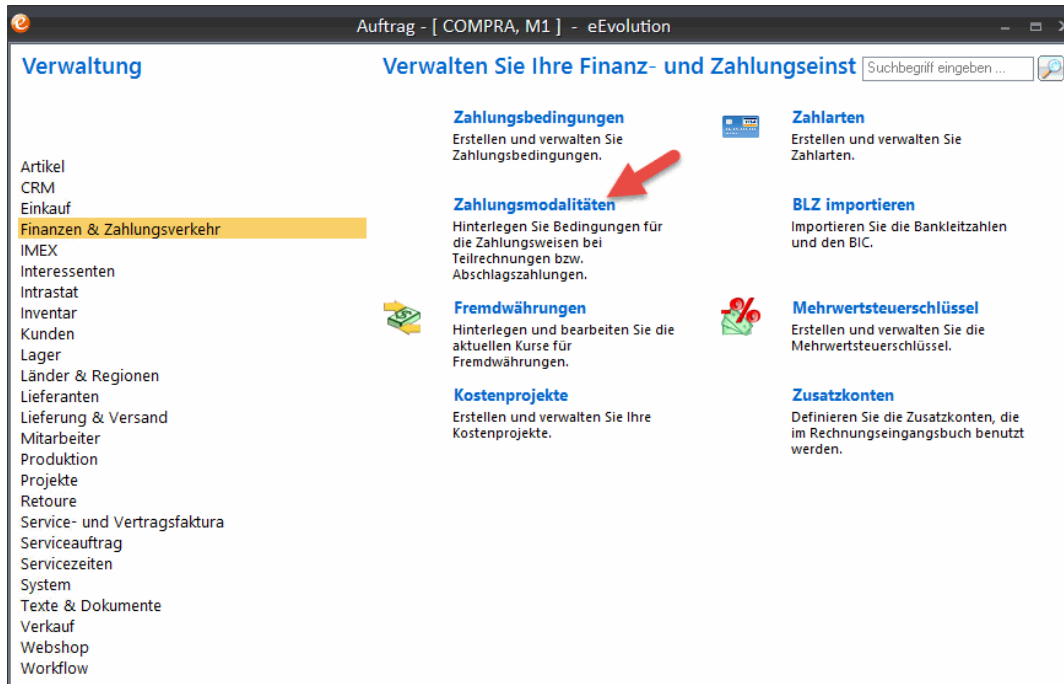 Auftrag - [ COMPRA, M1 ] - eEvolution
Verwaltung
Verwalten Sie Ihre Finanz- und Zahlungseinst
Suchbegriff eingeben ...
Artikel
CRM
Einkauf
Finanzen & Zahlungsverkehr
IMEX
Interessenten
Intrastat
Inventar
Kunden
Lager
Länder & Regionen
Lieferanten
Lieferung & Versand
Mitarbeiter
Produktion
Projekte
Retoure
Service- und Vertragsfaktura
Serviceauftrag
Servicezeiten
System
Texte & Dokumente
Verkauf
Webshop
Workflow
Zahlungsbedingungen
Erstellen und verwalten Sie
Zahlungsbedingungen.
Zahlarten
Erstellen und verwalten Sie
Zahlarten.
Zahlungsmodalitäten
Hinterlegen Sie Bedingungen für
die Zahlungsweisen bei
Teilrechnungen bzw.
Abschlagszahlungen.
BLZ importieren
Importieren Sie die Bankleitzahlen
und den BIC.
Fremdwährungen
Hinterlegen und bearbeiten Sie die
aktuellen Kurse für
Fremdwährungen.
Mehrwertsteuerschlüssel
Erstellen und verwalten Sie die
Mehrwertsteuerschlüssel.
Kostenprojekte
Erstellen und verwalten Sie Ihre
Kostenprojekte.
Zusatzkonten
Definieren Sie die Zusatzkonten, die
im Rechnungseingangsbuch benutzt
werden.